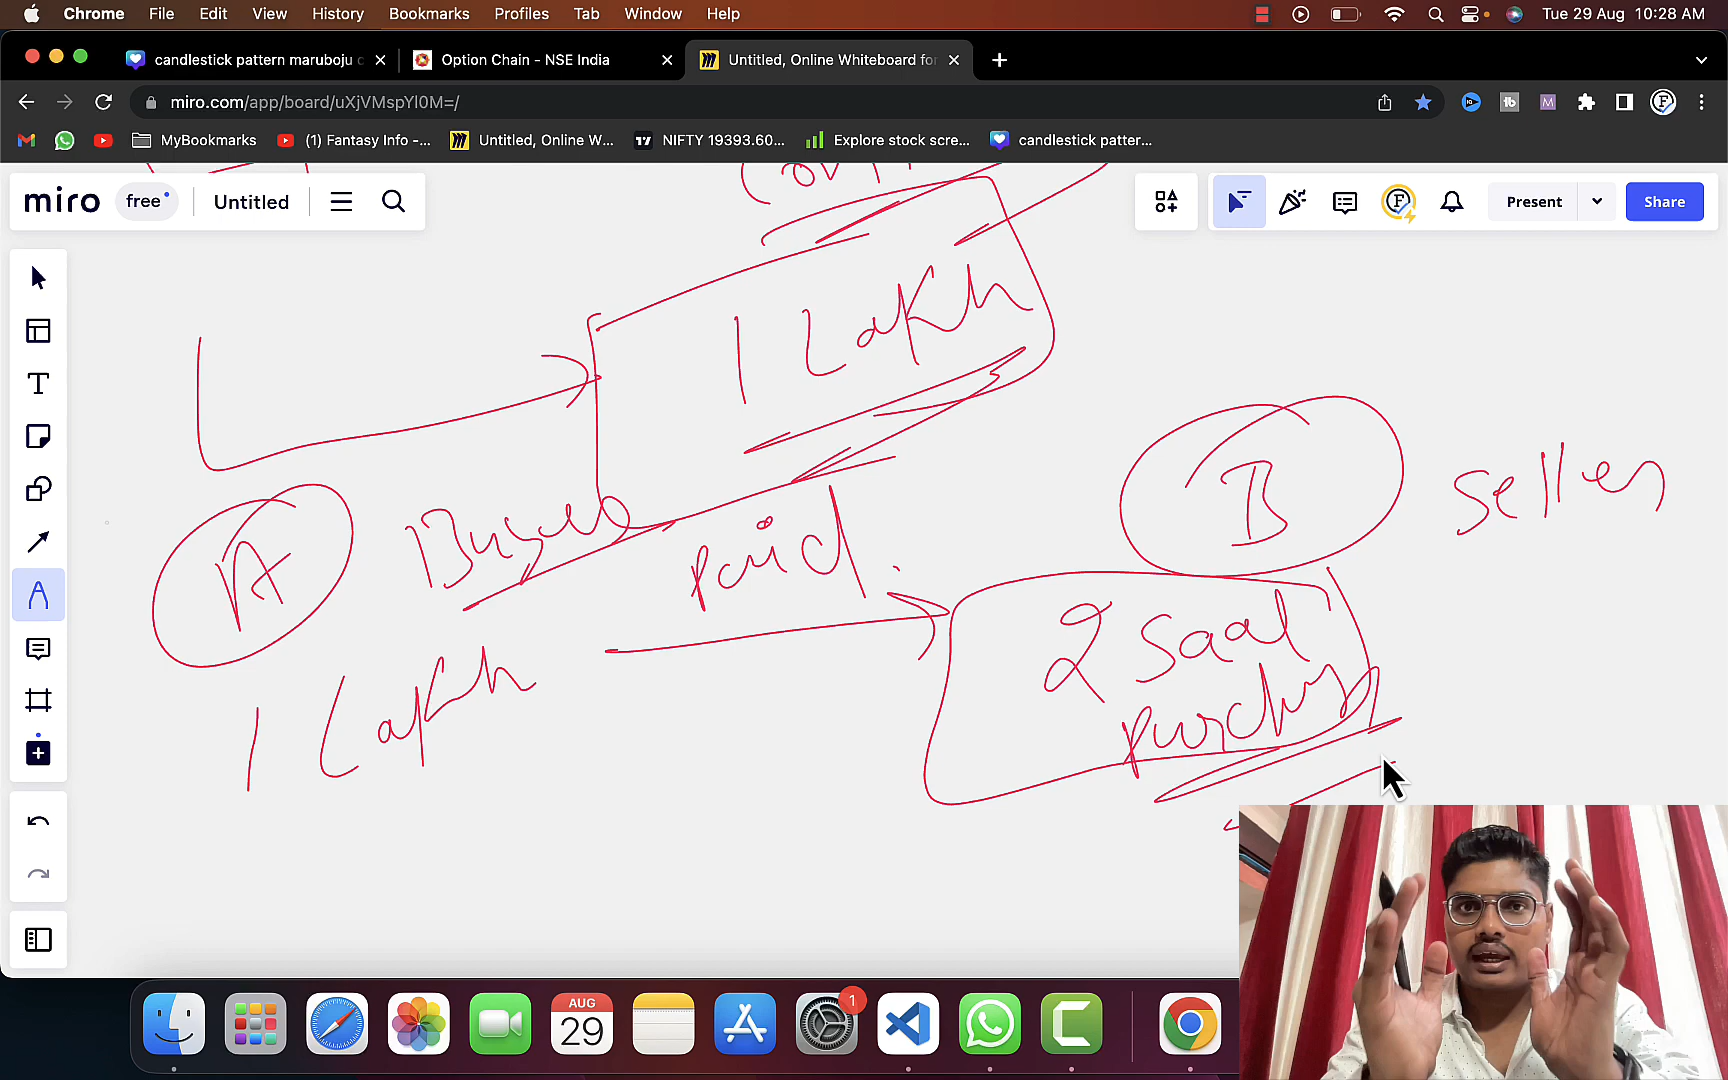 Chrome File Edit View History Bookmarks Profiles Tab Window Help Tue 29 Aug 10:28 AM
candlestick pattern maruboju c Option Chain - NSE India Untitled, Online Whiteboard for
miro.com/app/board/uXjVMspYl0M=/
MyBookmarks (1) Fantasy Info -... Untitled, Online W... NIFTY 19393.60... Explore stock scre... candlestick patter...
miro free Untitled Present Share
1 Lakh
B Seller
A
paid
2 Saal
1 Lakh
AUG
29
1